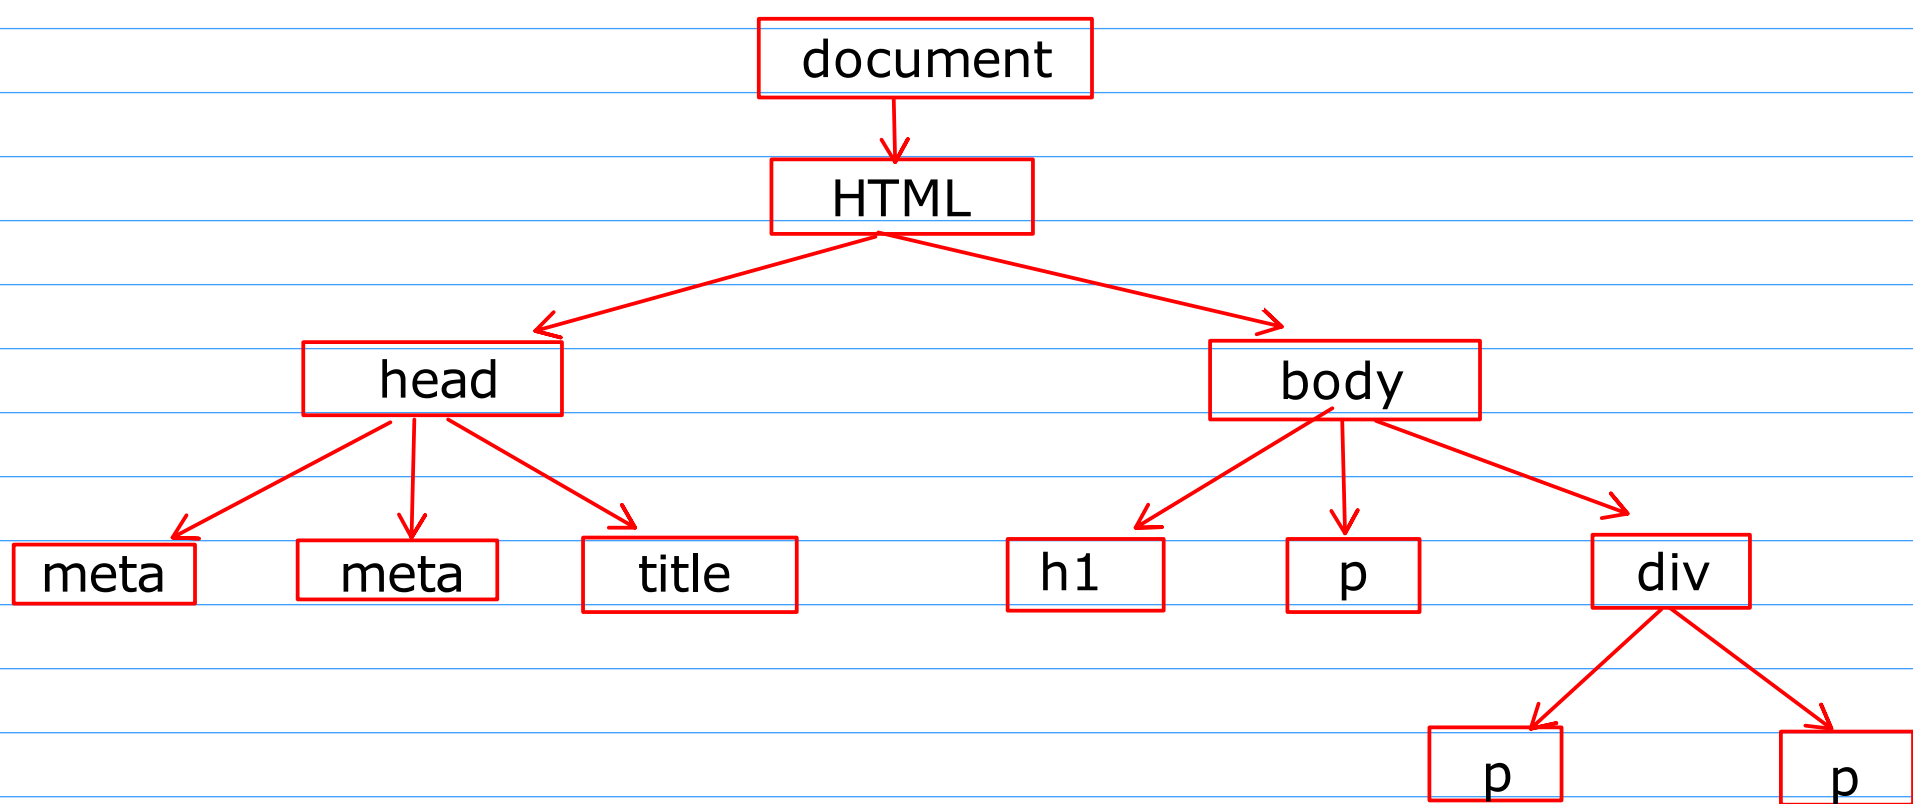 document
HTML
head body
meta meta title h1 p div
p p